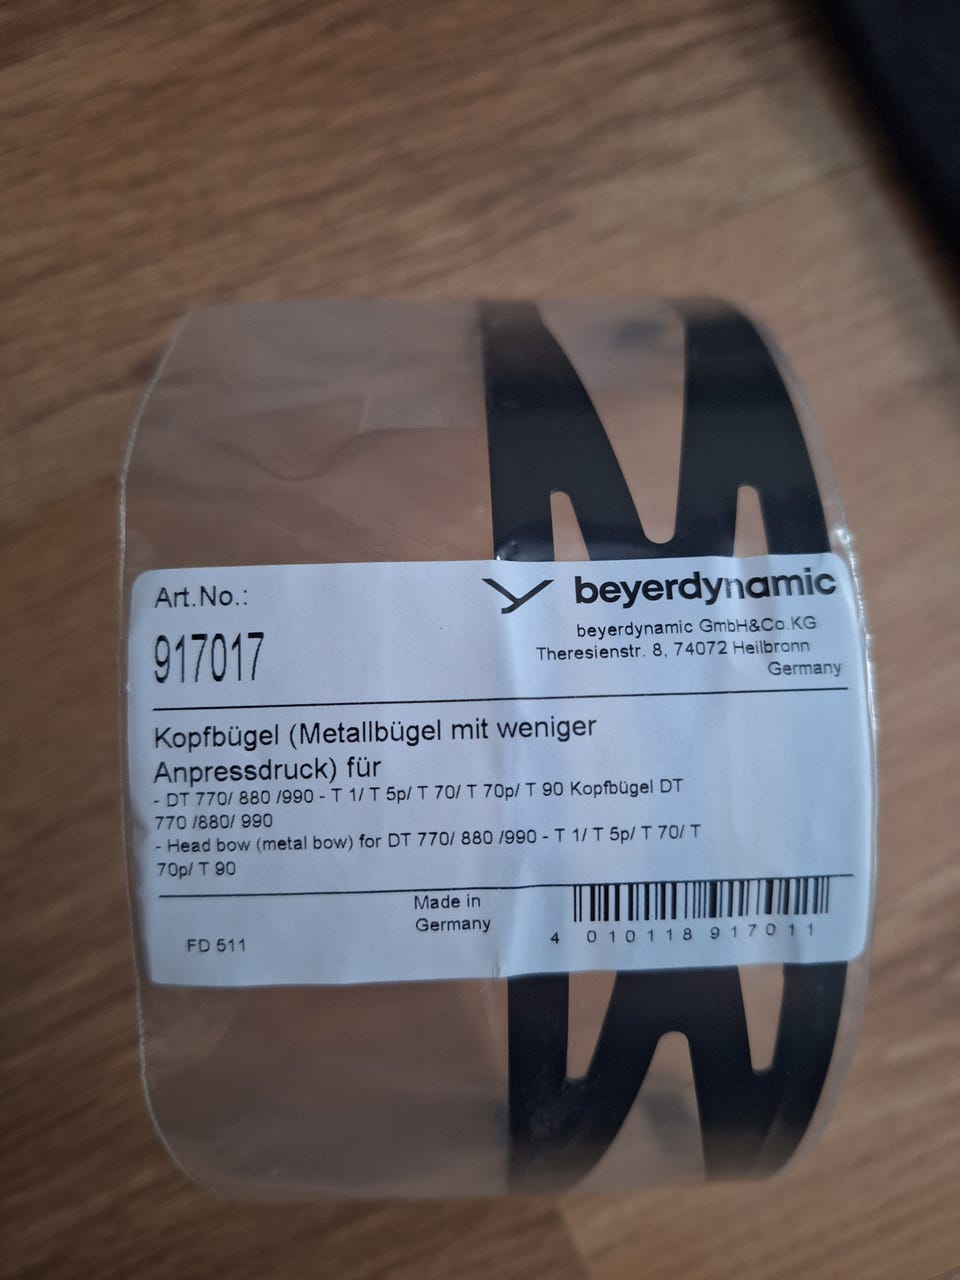 Art.No.:
917017
beyerdynamic
beyerdynamic GmbH&Co.KG
Theresienstr. 8, 74072 Heilbronn
Germany
Kopfbügel (Metallbügel mit weniger
Anpressdruck) für
- DT 770/ 880 /990 - T 1/ T 5p/ T 70/ T 70p/ T 90 Kopfbügel DT
770 /880/ 990
- Head bow (metal bow) for DT 770/ 880 /990 - T 1/ T 5p/ T 70/ T
70p/ T 90
Made in
Germany
FD 511
4 010118 917011